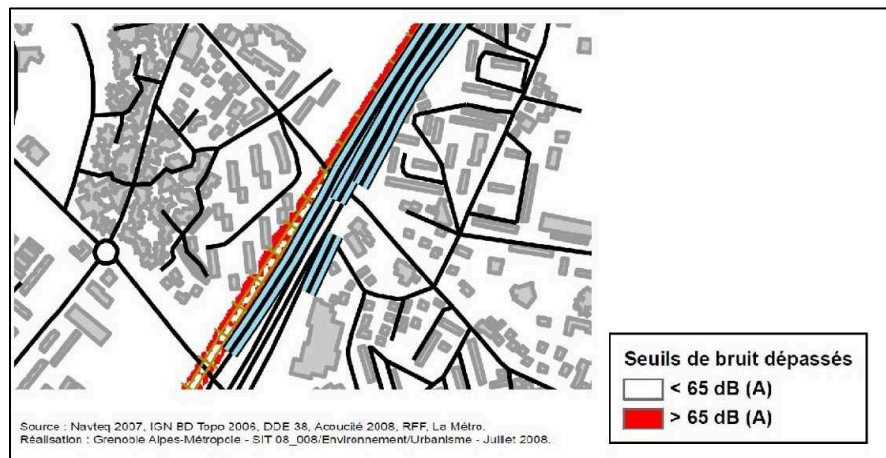 Seuils de bruit dépassés
< 65 dB (A)
> 65 dB (A)
Source : Navteq 2007, IGN BD Topo 2006, DDE 38, Acoucité 2008, RFF, La Métro.
Réalisation : Grenoble Alpes-Métropole - SIT 08_008/Environnement/Urbanisme - Juillet 2008.